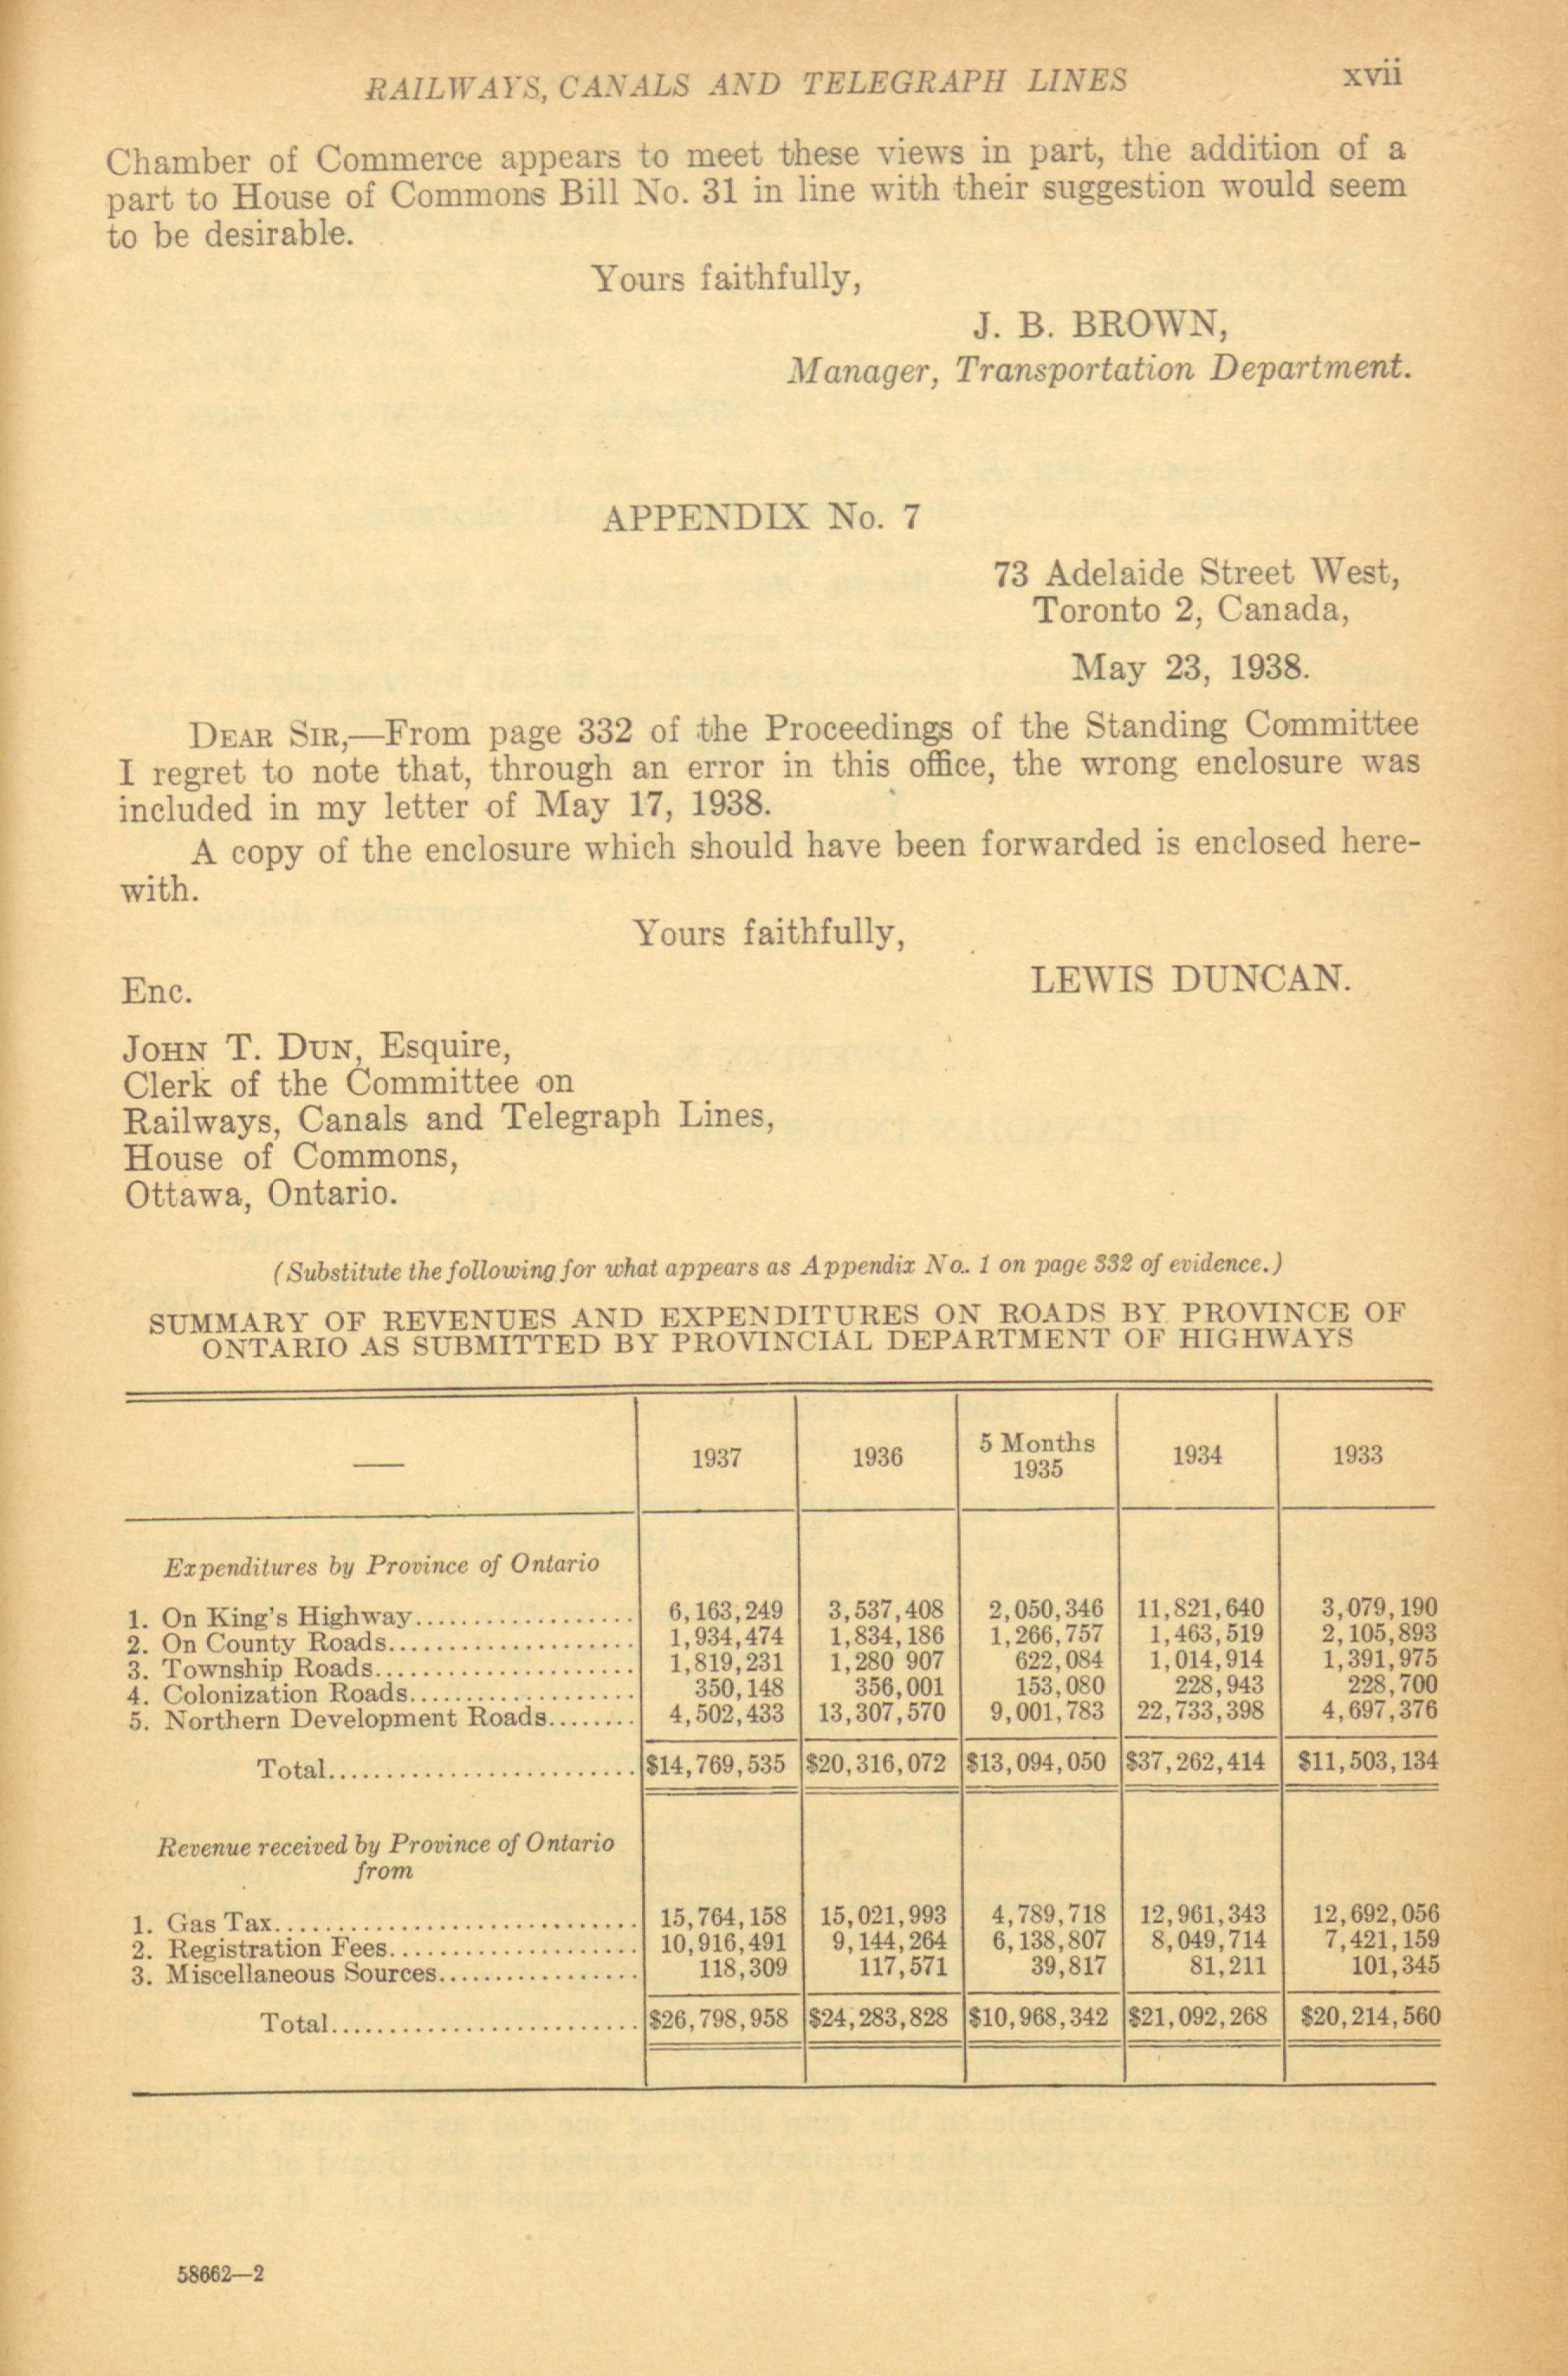 RAILWAYS, CANALS AND TELEGRAPH LINES xvii
Chamber of Commerce appears to meet these views in part, the addition of a
part to House of Commons Bill No. 31 in line with their suggestion would seem
to be desirable.
Yours faithfully,
J. B. BROWN,
Manager, Transportation Department.
APPENDIX No. 7
73 Adelaide Street West,
Toronto 2, Canada,
May 23, 1938.
DEAR SIR,—From page 332 of the Proceedings of the Standing Committee
I regret to note that, through an error in this office, the wrong enclosure was
included in my letter of May 17, 1938.
A copy of the enclosure which should have been forwarded is enclosed here-
with.
Yours faithfully,
LEWIS DUNCAN.
Enc.
JOHN T. DUN, Esquire,
Clerk of the Committee on
Railways, Canals and Telegraph Lines,
House of Commons,
Ottawa, Ontario.
(Substitute the following for what appears as Appendix No. 1 on page 332 of evidence.)
SUMMARY OF REVENUES AND EXPENDITURES ON ROADS BY PROVINCE OF
ONTARIO AS SUBMITTED BY PROVINCIAL DEPARTMENT OF HIGHWAYS
— 1937 1936 5 Months 1935 1934 1933
Expenditures by Province of Ontario
1. On King's Highway................... 6,163,249 3,537,408 2,050,346 11,821,640 3,079,190
2. On County Roads..................... 1,934,474 1,834,186 1,266,757 1,463,519 2,105,893
3. Township Roads...................... 1,819,231 1,280 907 622,084 1,014,914 1,391,975
4. Colonization Roads................... 350,148 356,001 153,080 228,943 228,700
5. Northern Development Roads........ 4,502,433 13,307,570 9,001,783 22,733,398 4,697,376
Total.......................... $14,769,535 $20,316,072 $13,094,050 $37,262,414 $11,503,134
Revenue received by Province of Ontario
from
1. Gas Tax.............................. 15,764,158 15,021,993 4,789,718 12,961,343 12,692,056
2. Registration Fees..................... 10,916,491 9,144,264 6,138,807 8,049,714 7,421,159
3. Miscellaneous Sources................. 118,309 117,571 39,817 81,211 101,345
Total.......................... $26,798,958 $24,283,828 $10,968,342 $21,092,268 $20,214,560
58662—2